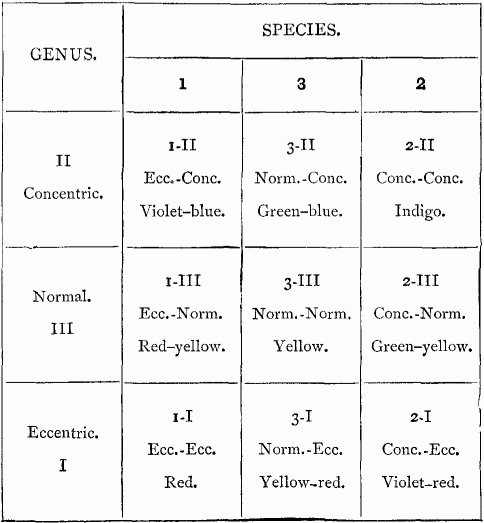 GENUS.
SPECIES.
1
3
2
II
Concentric.
1-II
Ecc.-Conc.
Violet–blue.
3-II
Norm.-Conc.
Green–blue.
2-II
Conc.-Conc.
Indigo.
Normal.
III
1-III
Ecc.-Norm.
Red–yellow.
3-III
Norm.-Norm.
Yellow.
2-III
Conc.-Norm.
Green–yellow.
Eccentric.
I
1-I
Ecc.-Ecc.
Red.
3-I
Norm.-Ecc.
Yellow–red.
2-I
Conc.-Ecc.
Violet–red.